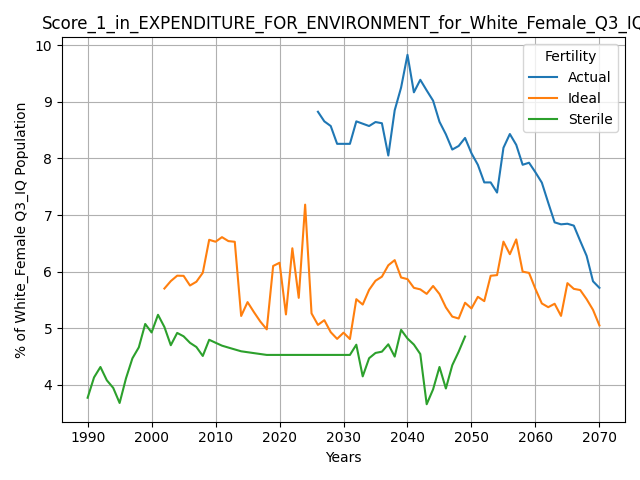 Score_1_in_EXPENDITURE_FOR_ENVIRONMENT_for_White_Female_Q3_IQ
10
9
8
7
6
5
4
% of White_Female Q3_IQ Population
Fertility
Actual
Ideal
Sterile
1990 2000 2010 2020 2030 2040 2050 2060 2070
Years